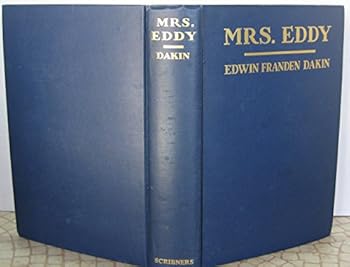 MRS.
EDDY
DAKIN
SCRIBNERS
MRS. EDDY
EDWIN FRANDEN DAKIN